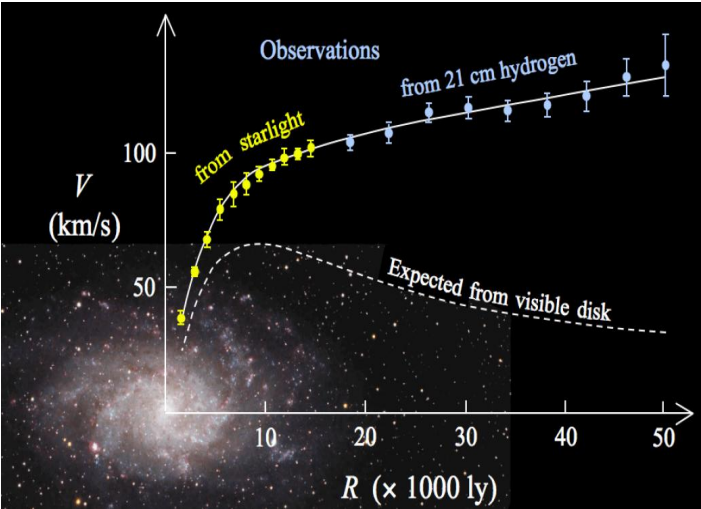 Observations
from 21 cm hydrogen
from starlight
100
V
(km/s)
50
Expected from visible disk
10 20 30 40 50
R (× 1000 ly)